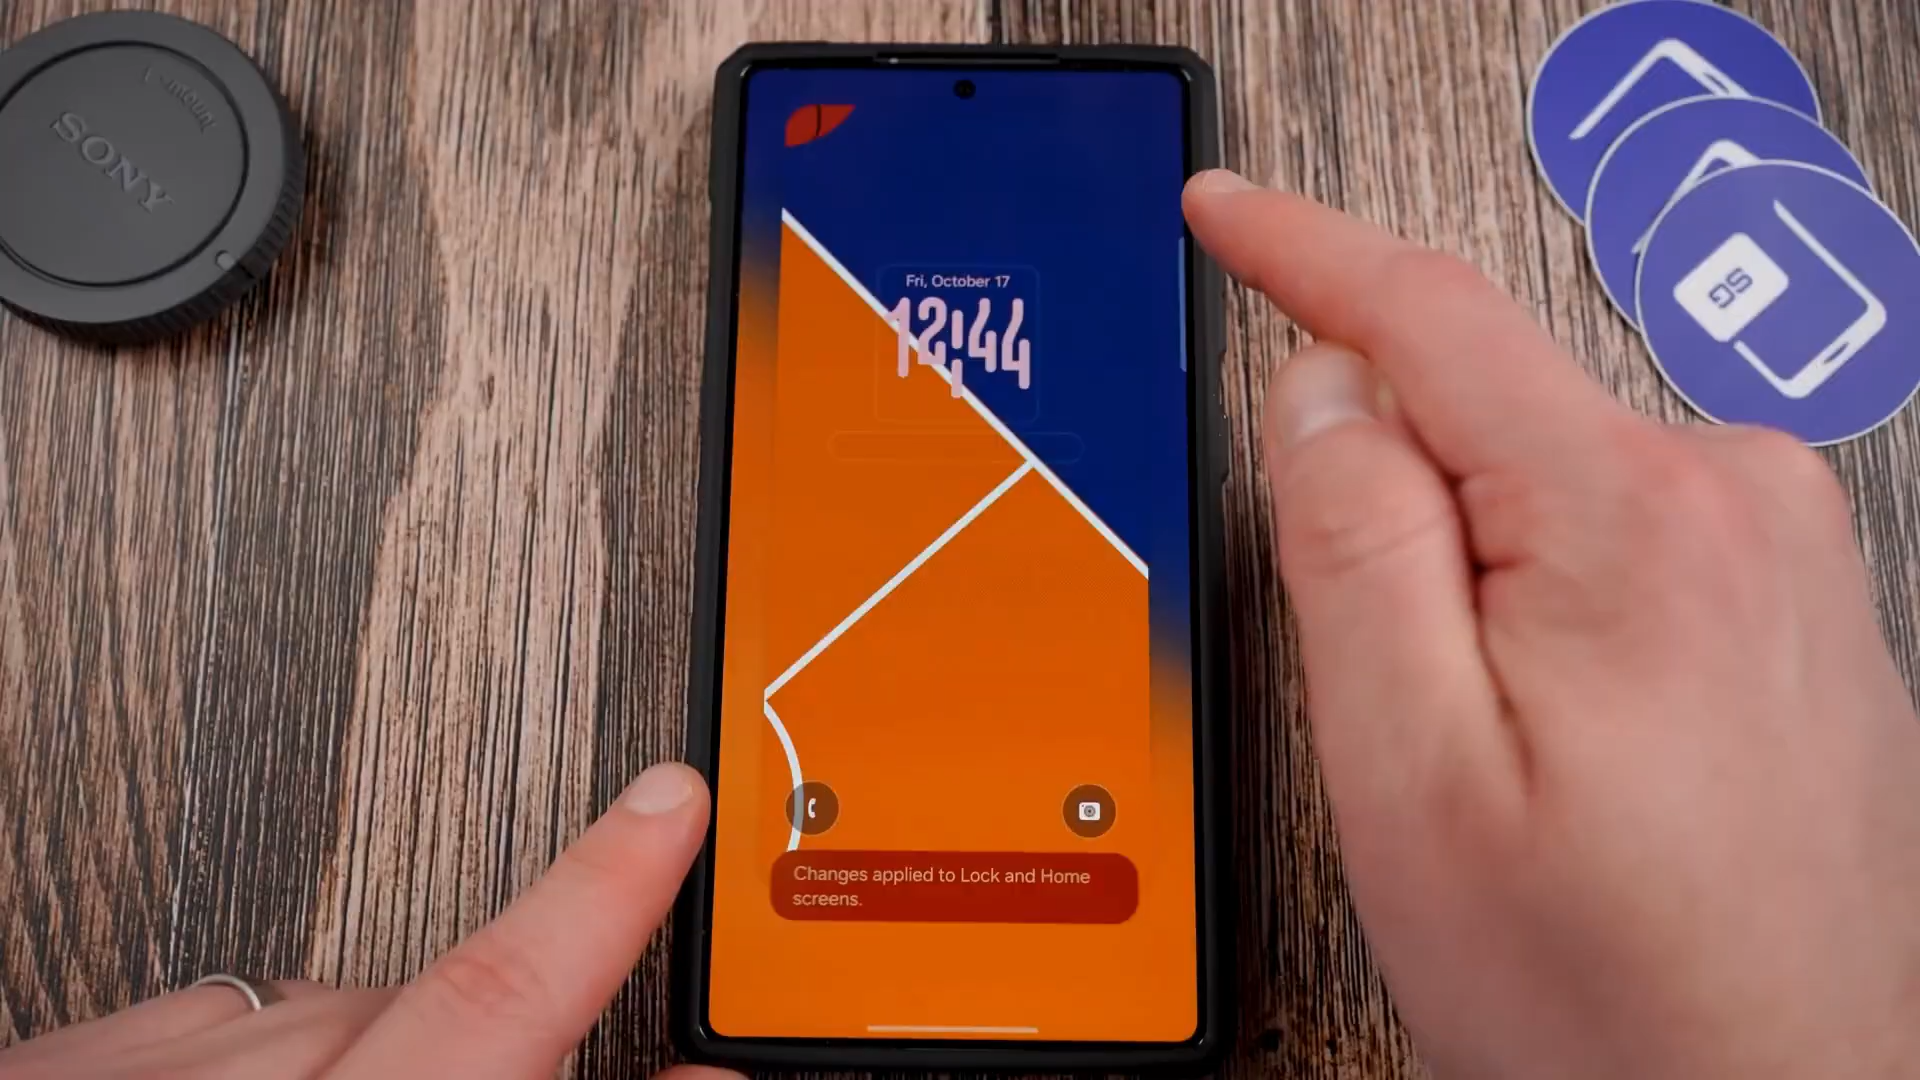 SONY
Fri, October 17
12:44
SG
Changes applied to Lock and Home
screens.